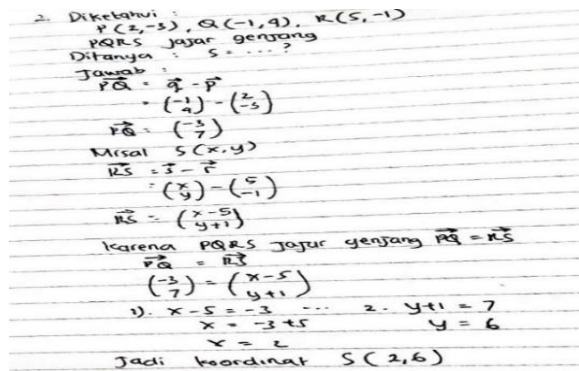 2. Diketahui :
P(2,-3), Q(-1,4), R(5,-1)
PQRS jajar genjang
Ditanya : S = ... ?
Jawab :
PQ⃗ = q⃗ - p⃗
= (-1 4) - (2 -3)
PQ⃗ = (-3 7)
Misal S(x,y)
RS⃗ = s⃗ - r⃗
= (x y) - (5 -1)
RS⃗ = (x-5 y+1)
Karena PQRS Jajar genjang PQ⃗ = RS⃗
PQ⃗ = RS⃗
(-3 7) = (x-5 y+1)
1). x-5 = -3 ... 2. y+1 = 7
x = -3+5 y = 6
x = 2
Jadi koordinat S(2,6)